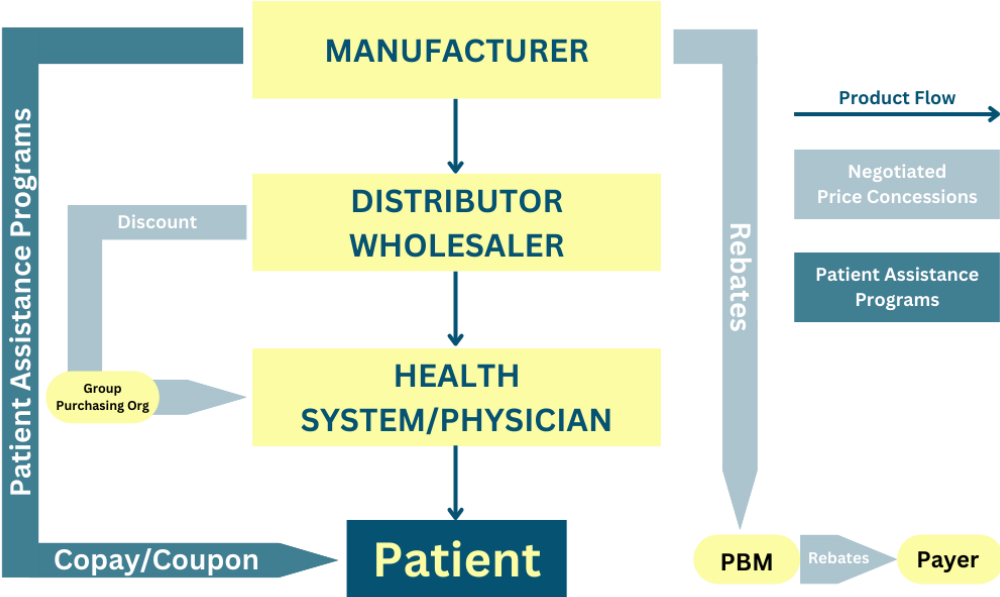 MANUFACTURER
Product Flow
Negotiated
Price Concessions
Patient Assistance Programs
DISTRIBUTOR
WHOLESALER
Discount
Rebates
Patient Assistance
Programs
Group
Purchasing Org
HEALTH
SYSTEM/PHYSICIAN
Copay/Coupon
Patient
PBM
Rebates
Payer